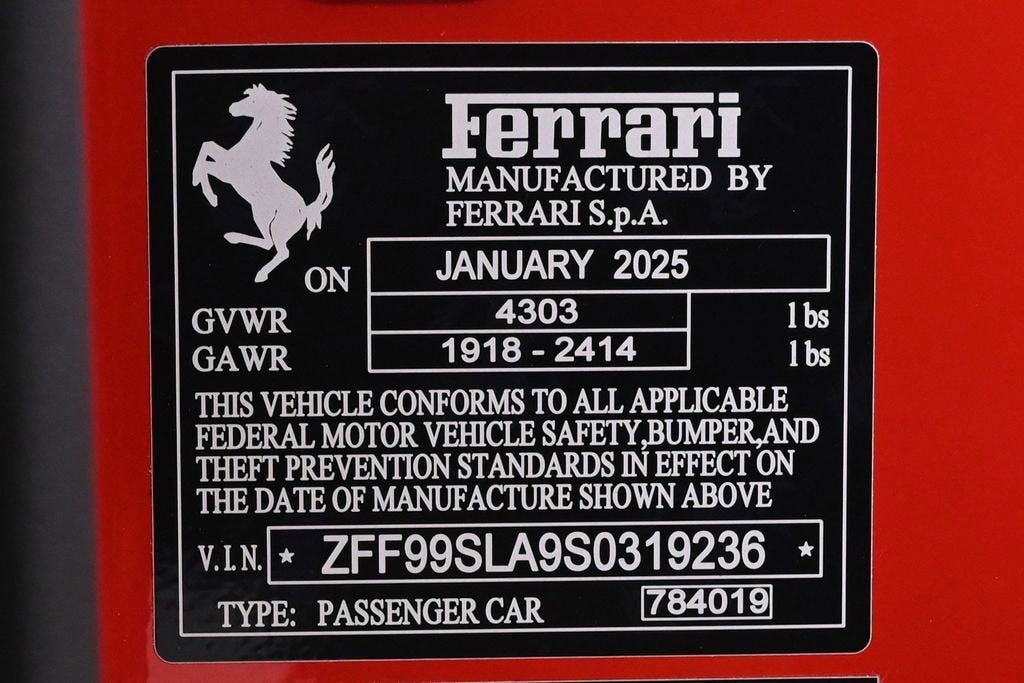 Ferrari
MANUFACTURED BY
FERRARI S.p.A.
ON JANUARY 2025
GVWR 4303 lbs
GAWR 1918 - 2414 lbs
THIS VEHICLE CONFORMS TO ALL APPLICABLE
FEDERAL MOTOR VEHICLE SAFETY,BUMPER,AND
THEFT PREVENTION STANDARDS IN EFFECT ON
THE DATE OF MANUFACTURE SHOWN ABOVE
V.I.N. ★ ZFF99SLA9S0319236 ★
TYPE: PASSENGER CAR 784019